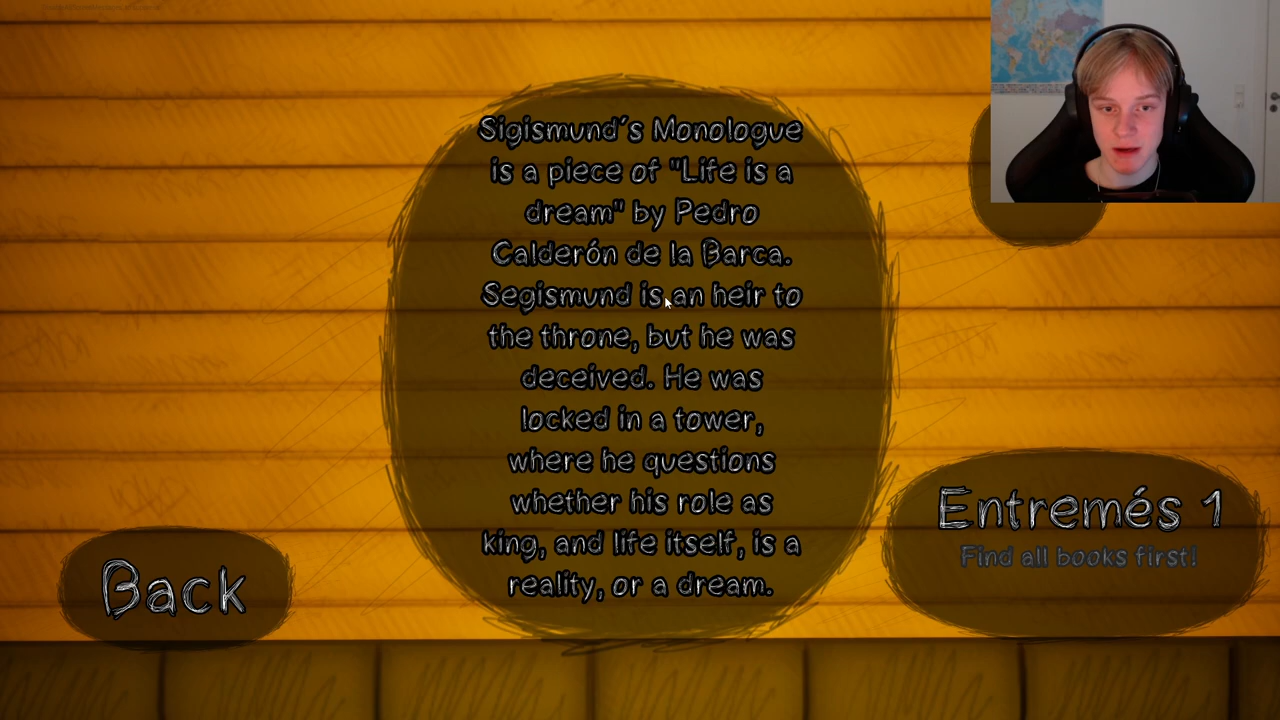 Sigismund's Monologue
is a piece of "Life is a
dream" by Pedro
Calderón de la Barca.
Segismund is an heir to
the throne, but he was
deceived. He was
locked in a tower,
where he questions
whether his role as
king, and life itself, is a
reality, or a dream.
Entremés 1
Find all books first!
Back